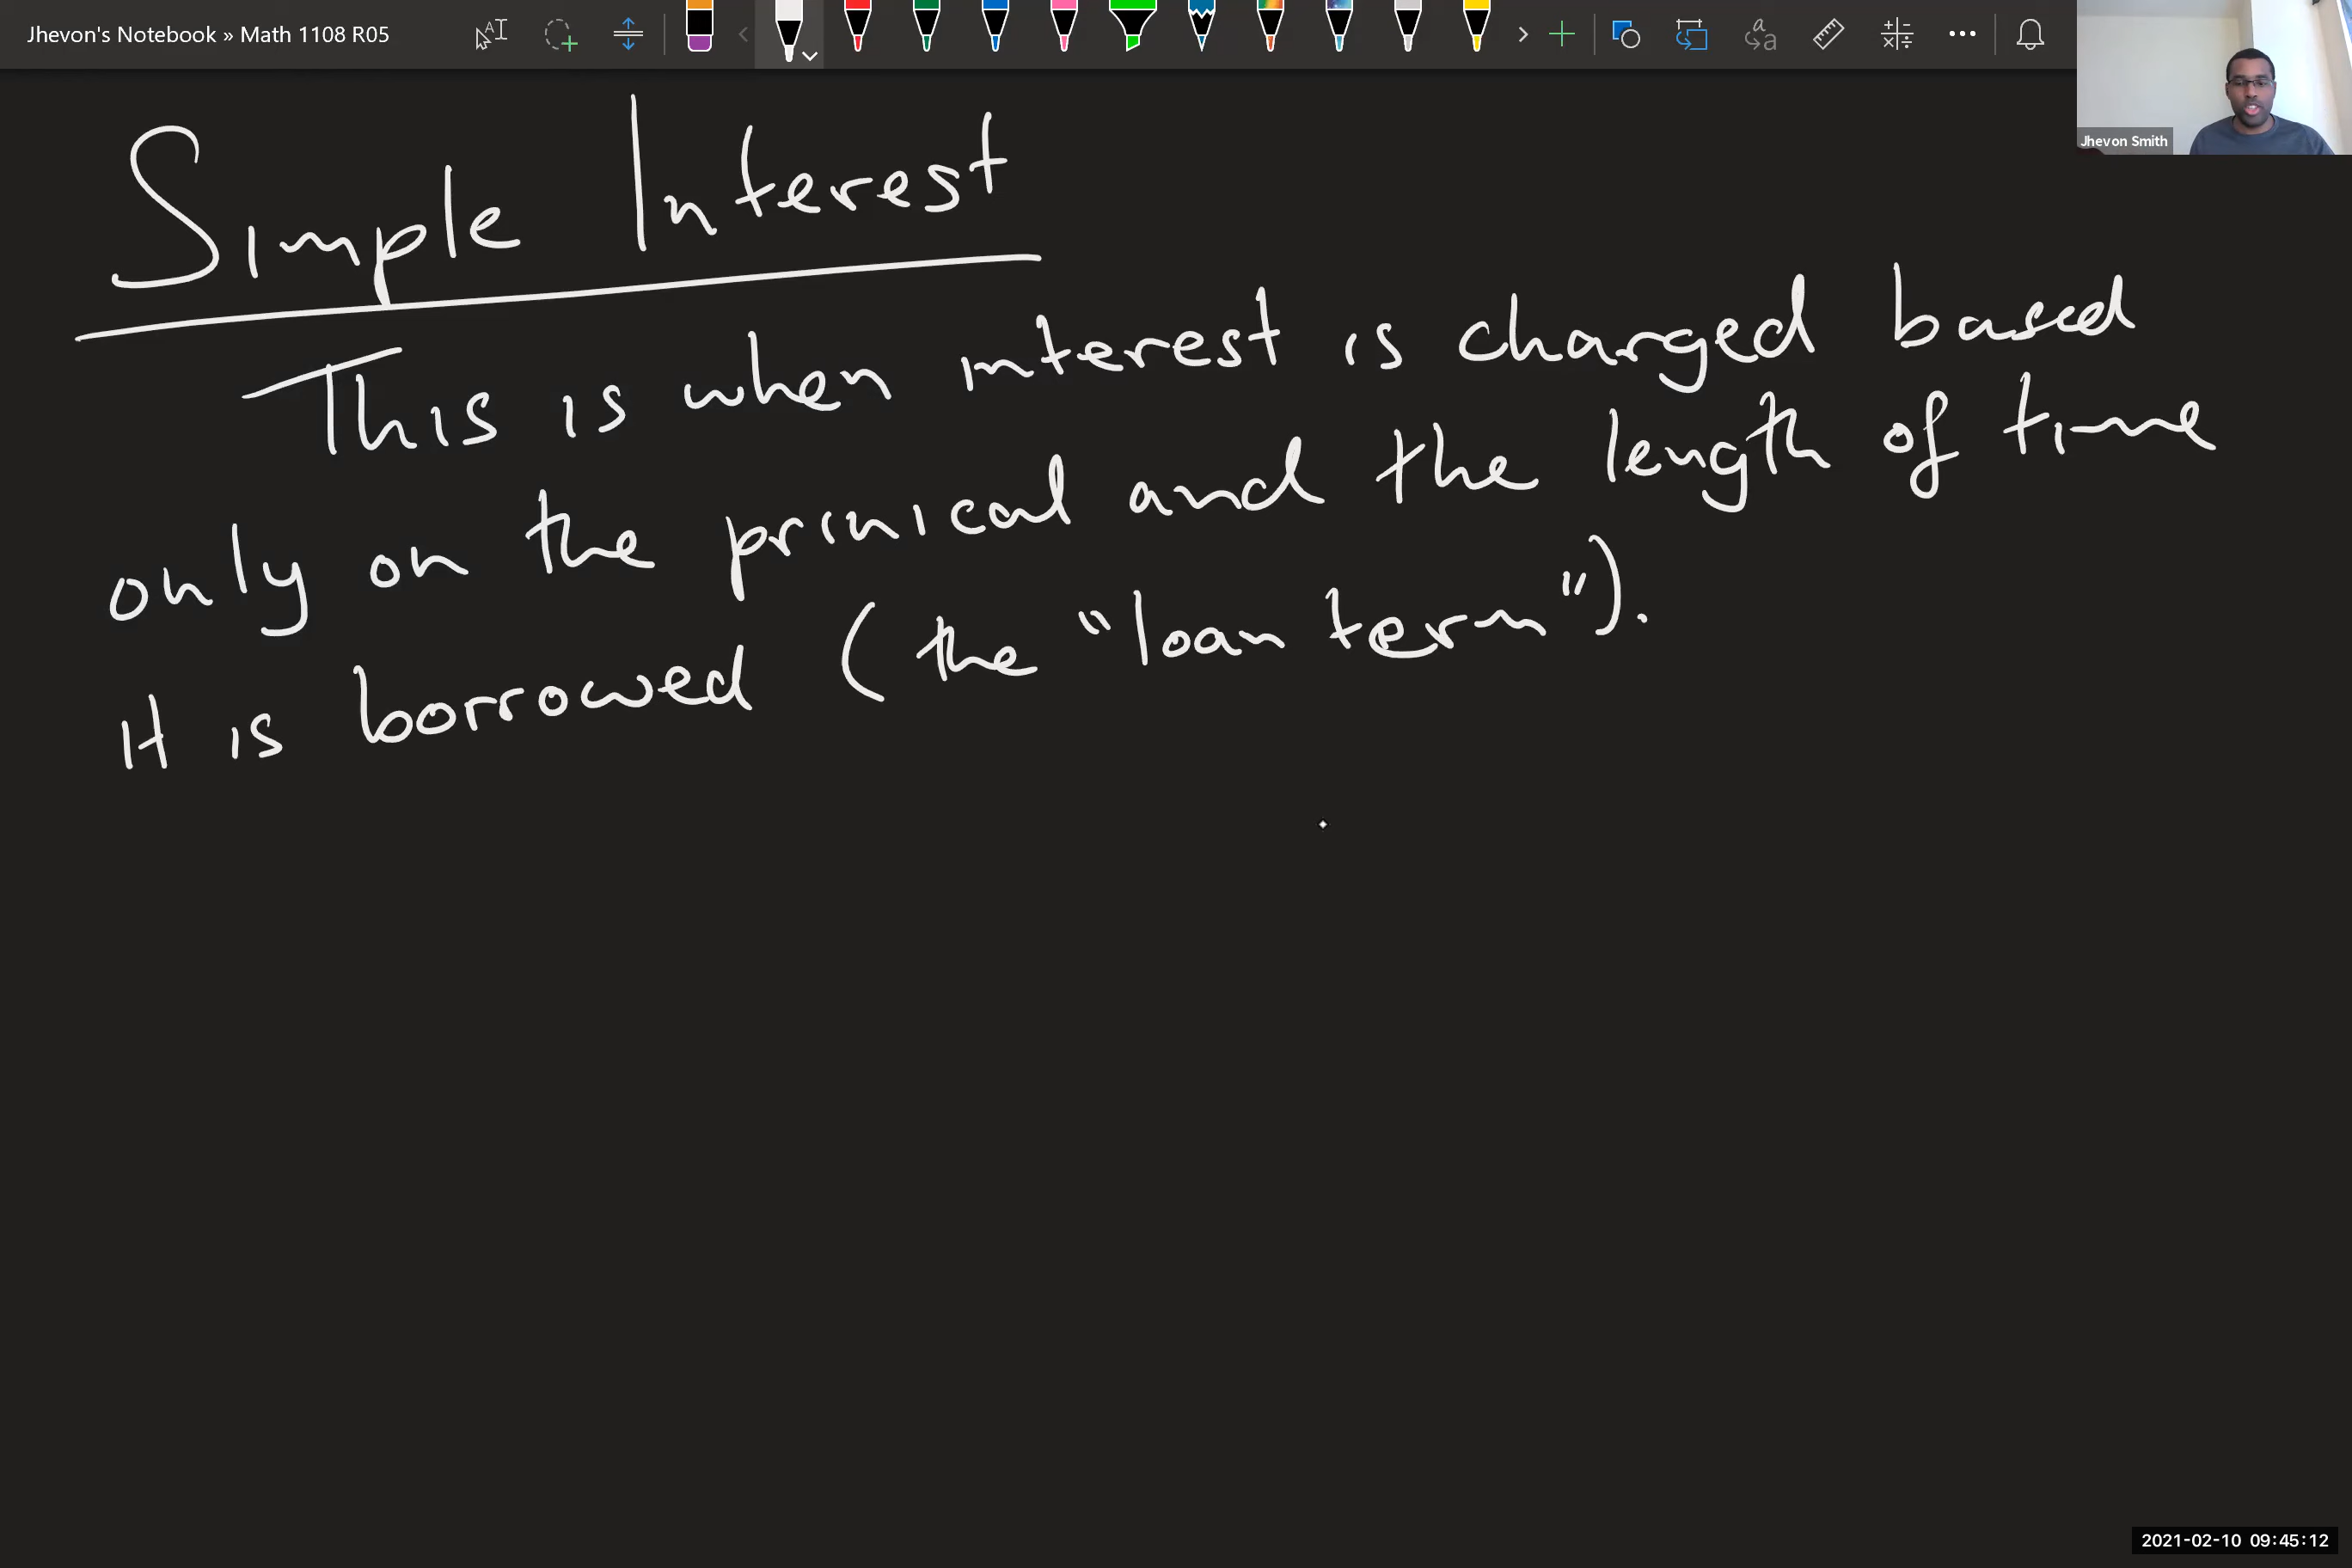 Jhevon's Notebook » Math 1108 R05
Jhevon Smith
Simple Interest
This is when interest is charged based
only on the prinical and the length of time
it is borrowed (the "loan term").
2021-02-10 09:45:12